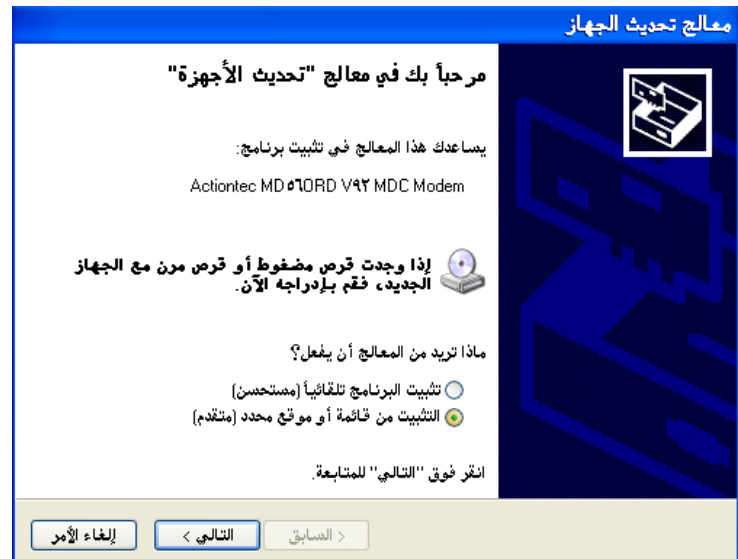 معالج تحديث الجهاز
مرحباً بك في معالج "تحديث الأجهزة"
يساعدك هذا المعالج في تثبيت برنامج:
Actiontec MD٥٦ORD V٩٢ MDC Modem
إذا وجدت قرص مضغوط أو قرص مرن مع الجهاز
الجديد، فقم بإدراجه الآن.
ماذا تريد من المعالج أن يفعل؟
تثبيت البرنامج تلقائياً (مستحسن)
التثبيت من قائمة أو موقع محدد (متقدم)
انقر فوق "التالي" للمتابعة.
< السابق
التالي >
إلغاء الأمر